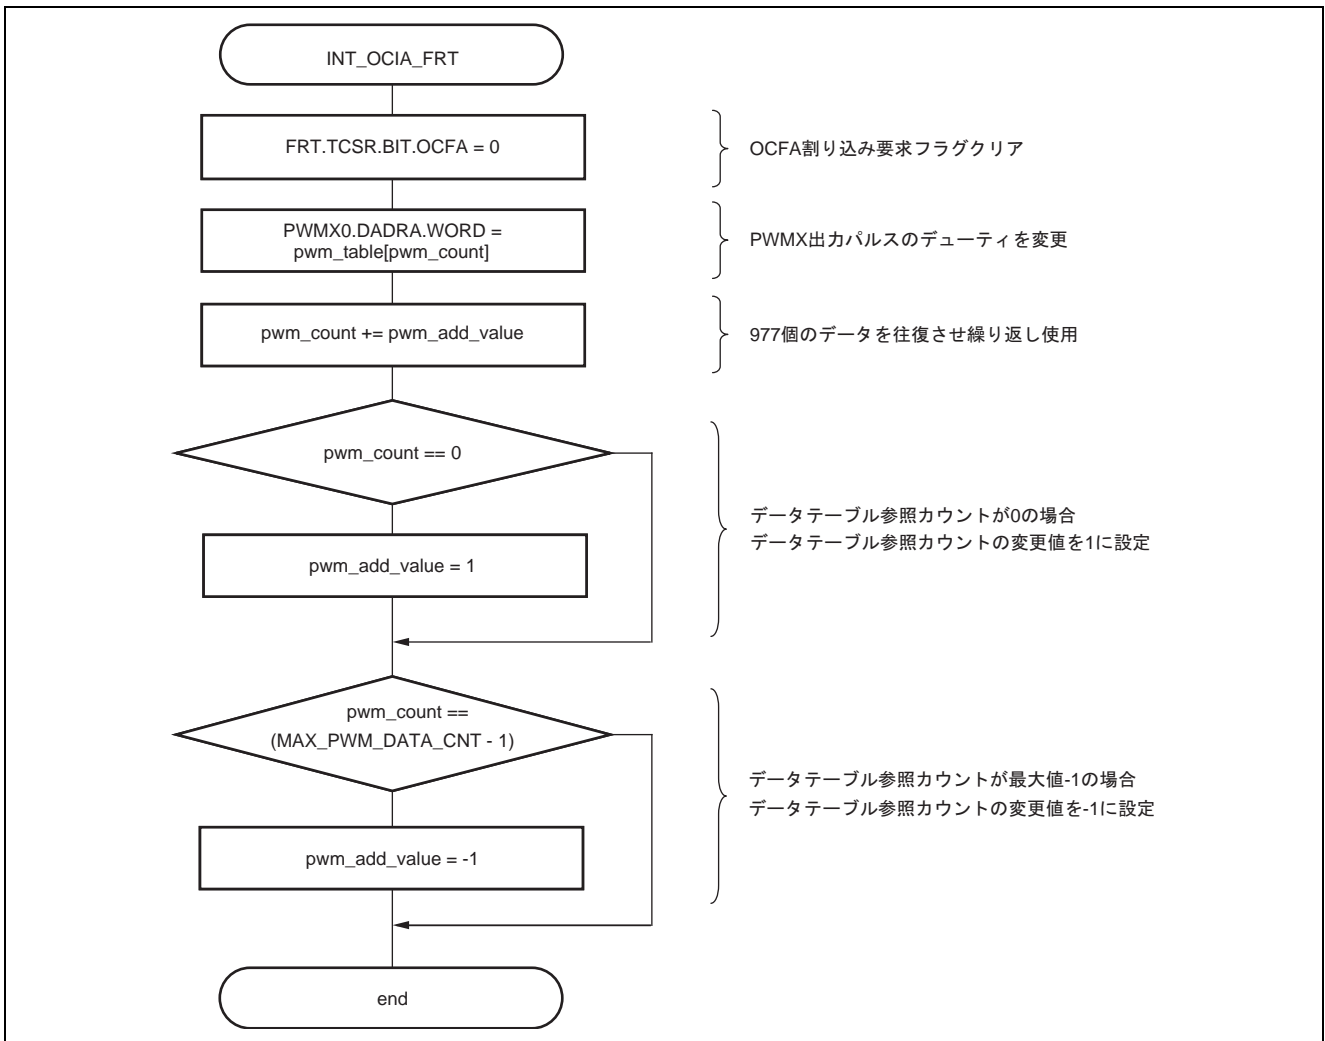 INT_OCIA_FRT
FRT.TCSR.BIT.OCFA = 0
OCFA割り込み要求フラグクリア
PWMX0.DADRA.WORD =
pwm_table[pwm_count]
PWMX出力パルスのデューティを変更
pwm_count += pwm_add_value
977個のデータを往復させ繰り返し使用
pwm_count == 0
データテーブル参照カウントが0の場合
データテーブル参照カウントの変更値を1に設定
pwm_add_value = 1
pwm_count ==
(MAX_PWM_DATA_CNT - 1)
データテーブル参照カウントが最大値-1の場合
データテーブル参照カウントの変更値を-1に設定
pwm_add_value = -1
end